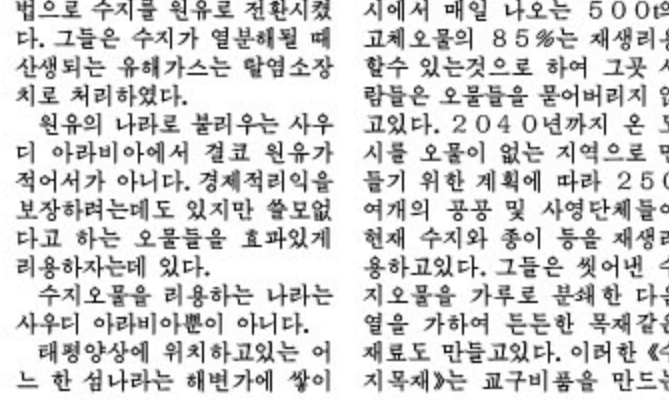 법으로 수지를 원유로 전환시켰
다. 그들은 수지가 열분해될 때
산생되는 유해가스는 탈염소장
치로 처리하였다.
원유의 나라로 불리우는 사우
디 아라비아에서 결코 원유가
적어서가 아니다. 경제적리익을
보장하려는데도 있지만 쓸모없
다고 하는 오물들을 효과있게
리용하자는데 있다.
수지오물을 리용하는 나라는
사우디 아라비아뿐이 아니다.
태평양상에 위치하고있는 어
느 한 섬나라는 해변가에 쌓이
시에서 매일 나오는 500t의
고체오물의 85%는 재생리용
할수 있는것으로 하여 그곳 사
람들은 오물들을 묻어버리지 않
고있다. 2040년까지 온 도
시를 오물이 없는 지역으로 만
들기 위한 계획에 따라 250
여개의 공공 및 사영단체들이
현재 수지와 종이 등을 재생리
용하고있다. 그들은 씻어낸 수
지오물을 가루로 분쇄한 다음
열을 가하여 든든한 목재같은
재료도 만들고있다. 이러한 《수
지목재》는 교구비품을 만드는